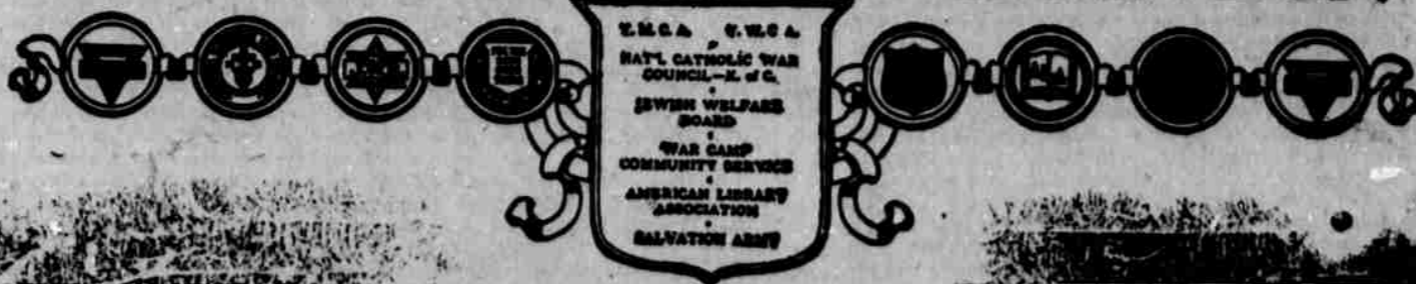 Y. M. C. A. Y. W. C. A.
NAT'L CATHOLIC WAR
COUNCIL—K. of C.
JEWISH WELFARE
BOARD
WAR CAMP
COMMUNITY SERVICE
AMERICAN LIBRARY
ASSOCIATION
SALVATION ARMY